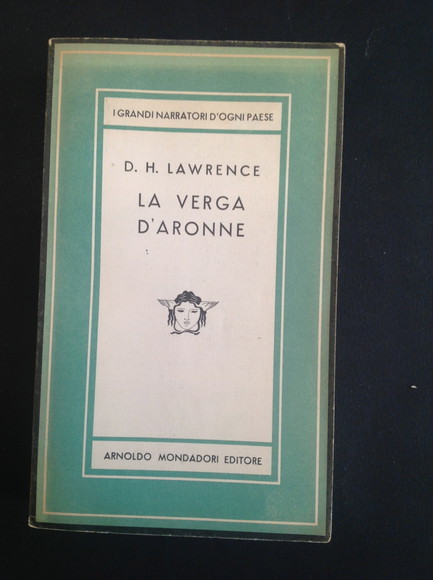 I GRANDI NARRATORI D'OGNI PAESE
D. H. LAWRENCE
LA VERGA
D'ARONNE
ARNOLDO MONDADORI EDITORE